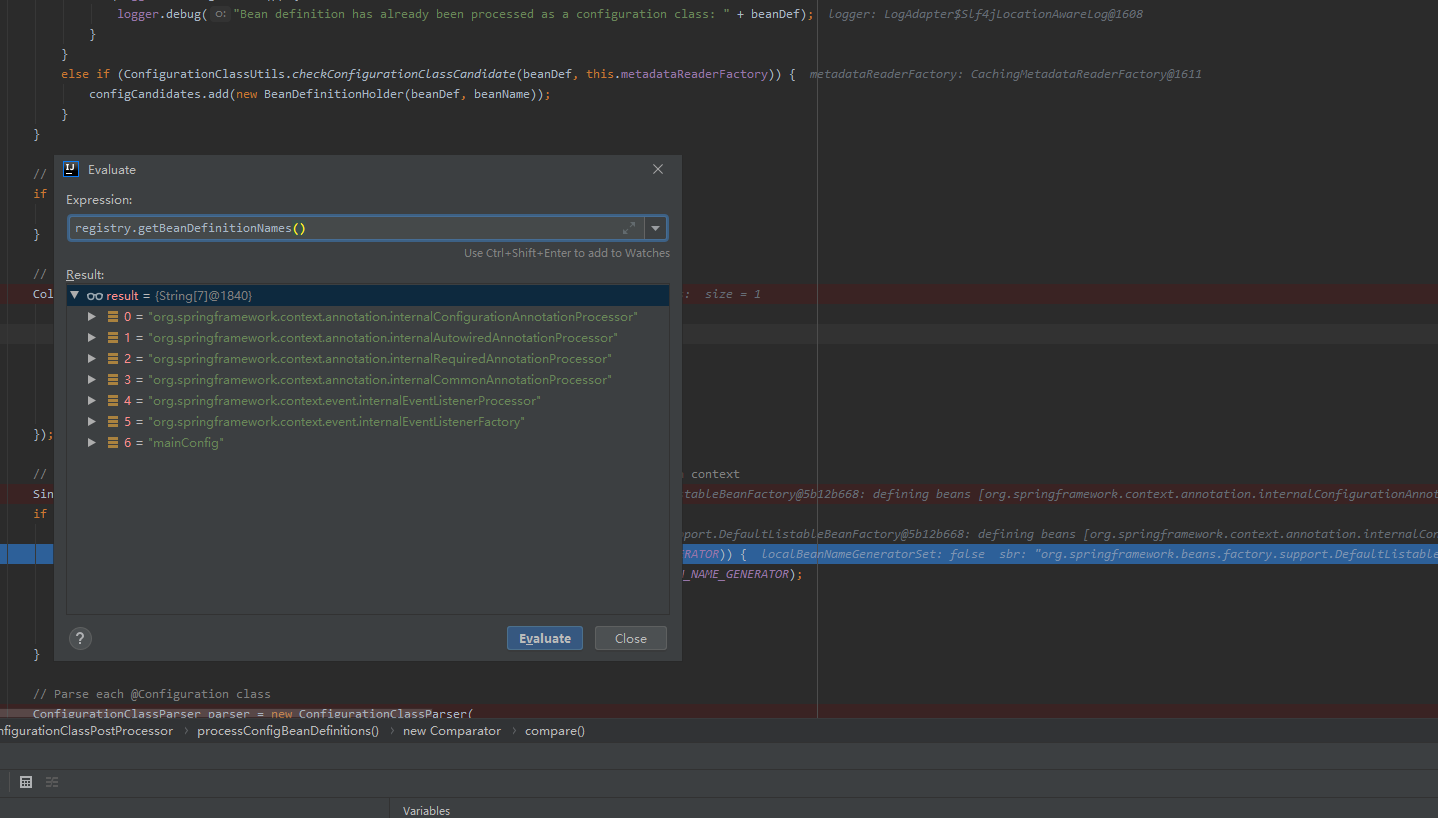 logger.debug( o: "Bean definition has already been processed as a configuration class: " + beanDef); logger: LogAdapter$Slf4jLocationAwareLog@1608
}
}
else if (ConfigurationClassUtils.checkConfigurationClassCandidate(beanDef, this.metadataReaderFactory)) { metadataReaderFactory: CachingMetadataReaderFactory@1611
configCandidates.add(new BeanDefinitionHolder(beanDef, beanName));
}
}
//
if
}
//
Col : size = 1
});
// context
Sin tableBeanFactory@5b12b668: defining beans [org.springframework.context.annotation.internalConfigurationAnnot
if
port.DefaultListableBeanFactory@5b12b668: defining beans [org.springframework.context.annotation.internalCon
RATOR)) { localBeanNameGeneratorSet: false sbr: "org.springframework.beans.factory.support.DefaultListable
_NAME_GENERATOR);
}
// Parse each @Configuration class
ConfigurationClassParser parser = new ConfigurationClassParser(
Evaluate
Expression:
registry.getBeanDefinitionNames()
Use Ctrl+Shift+Enter to add to Watches
Result:
result = {String[7]@1840}
0 = "org.springframework.context.annotation.internalConfigurationAnnotationProcessor"
1 = "org.springframework.context.annotation.internalAutowiredAnnotationProcessor"
2 = "org.springframework.context.annotation.internalRequiredAnnotationProcessor"
3 = "org.springframework.context.annotation.internalCommonAnnotationProcessor"
4 = "org.springframework.context.event.internalEventListenerProcessor"
5 = "org.springframework.context.event.internalEventListenerFactory"
6 = "mainConfig"
?
Evaluate Close
nfigurationClassPostProcessor › processConfigBeanDefinitions() › new Comparator › compare()
Variables